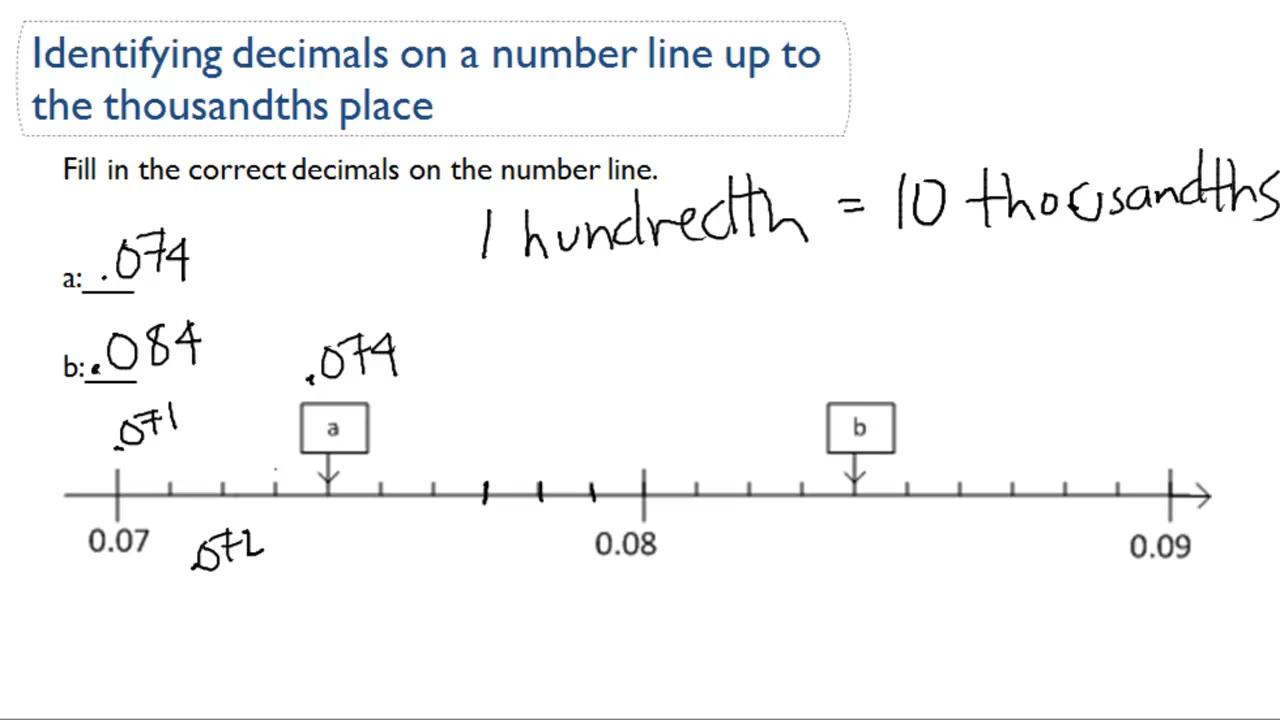 Identifying decimals on a number line up to
the thousandths place
Fill in the correct decimals on the number line.
1 hundredth = 10 thousandths
a: .074
b: .084
.074
.071
a
b
0.07
0.08
0.09
.072